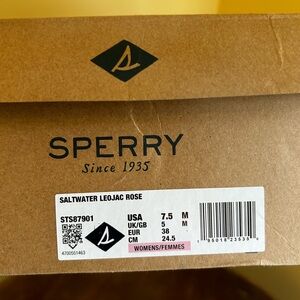 SPERRY
Since 1935
SALTWATER LEOJAC ROSE
STS87901
USA 7.5 M
UK/GB 5 M
EUR 38
CM 24.5
WOMENS/FEMMES
4700501463